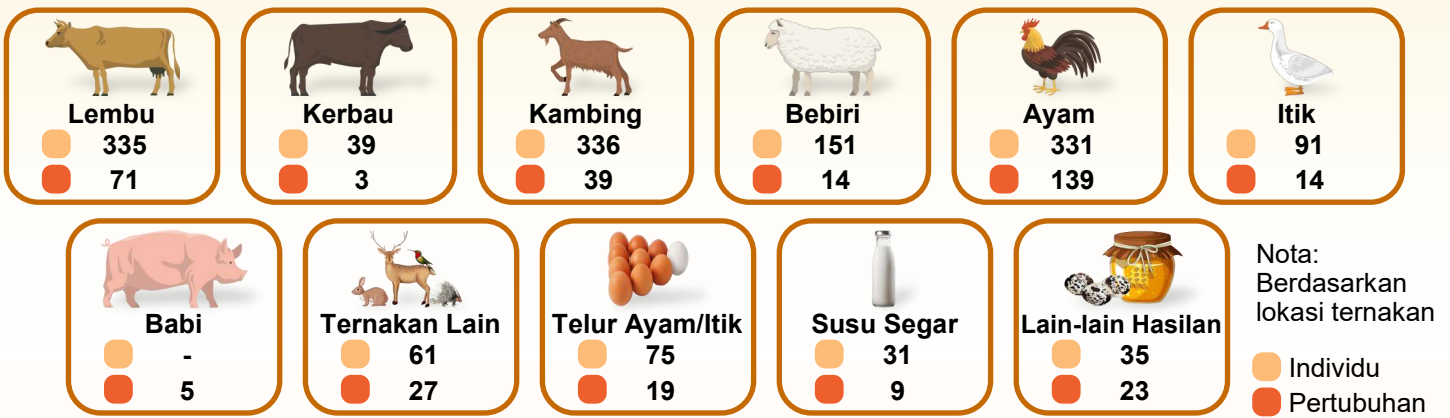 Lembu
335
71
Kerbau
39
3
Kambing
336
39
Bebiri
151
14
Ayam
331
139
Itik
91
14
Babi
-
5
Ternakan Lain
61
27
Telur Ayam/Itik
75
19
Susu Segar
31
9
Lain-lain Hasilan
35
23
Nota:
Berdasarkan
lokasi ternakan
Individu
Pertubuhan